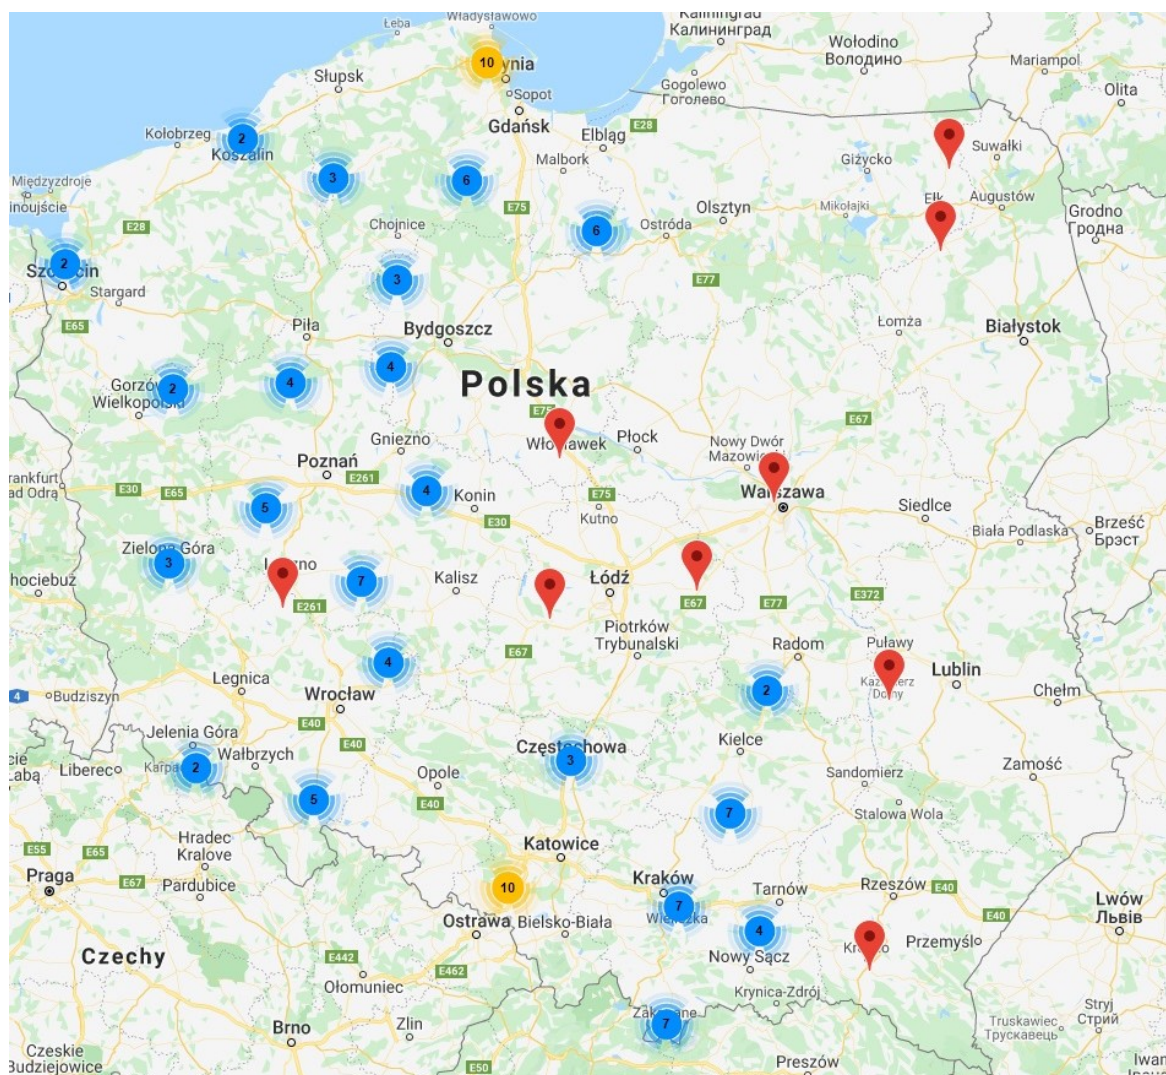 Władysławowo
Łeba
Kaliningrad
Калининград
10
Słupsk
Sopot
Gdańsk
Wołodino
Володино
Mariampol
Gogolewo
Гоголево
Olita
Kołobrzeg
2
Koszalin
Elbląg
E28
Malbork
Giżycko
Suwałki
3
6
Międzyzdroje
Ełk
Augustów
Mikołajki
Olsztyn
Ostróda
6
E75
Chojnice
Grodno
Гродна
E28
2
Szczecin
Stargard
3
E77
E65
Piła
Bydgoszcz
Łomża
Białystok
4
4
2
Gorzów
Wielkopolski
Polska
E75
E67
Włocławek
Płock
Nowy Dwór
Gniezno
Poznań
E261
E30
E65
4
Konin
E75
Warszawa
Siedlce
5
Kutno
E30
Biała Podlaska
Brześć
Брэст
Zielona Góra
3
7
Kalisz
Łódź
E261
E67
E77
E372
Piotrków
Trybunalski
E67
Radom
Puławy
4
Legnica
4
Budziszyn
Wrocław
2
Lublin
Chełm
E40
Kielce
Jelenia Góra
Wałbrzych
E40
Częstochowa
3
Liberec
2
Opole
Sandomierz
Zamość
5
E40
7
Stalowa Wola
Hradec
Kralove
E55
E65
Katowice
Praga
E67
Pardubice
10
Kraków
Tarnów
Rzeszów
E40
7
Wieliczka
E40
Lwów
Львів
Ostrawa
Bielsko-Biała
4
Przemyśl
Czechy
E442
E462
Nowy Sącz
Ołomuniec
Krynica-Zdrój
Zakopane
7
Brno
Zlin
Truskawiec
Трускавець
Stryj
Стрий
Czeskie
Budziejowice
E50
Preszów